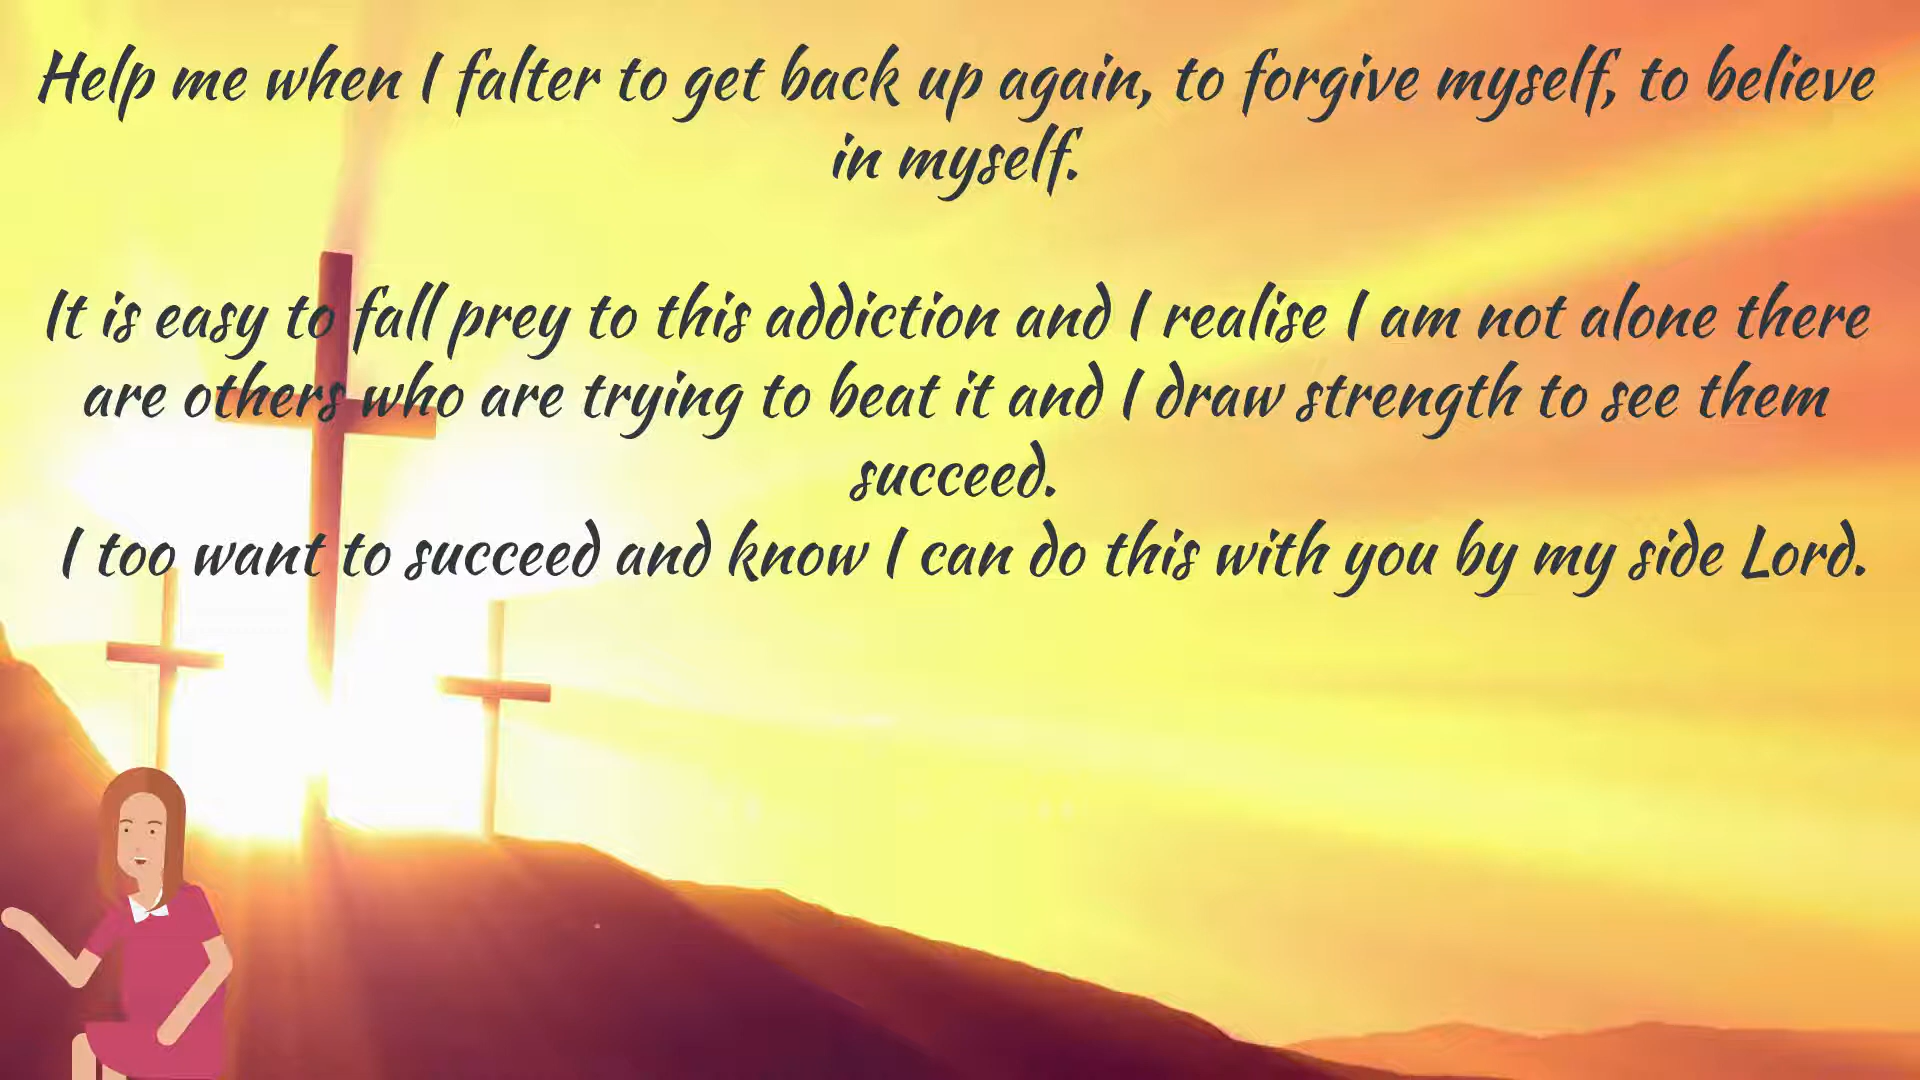 Help me when I falter to get back up again, to forgive myself, to believe
in myself.
It is easy to fall prey to this addiction and I realise I am not alone there
are others who are trying to beat it and I draw strength to see them
succeed.
I too want to succeed and know I can do this with you by my side Lord.